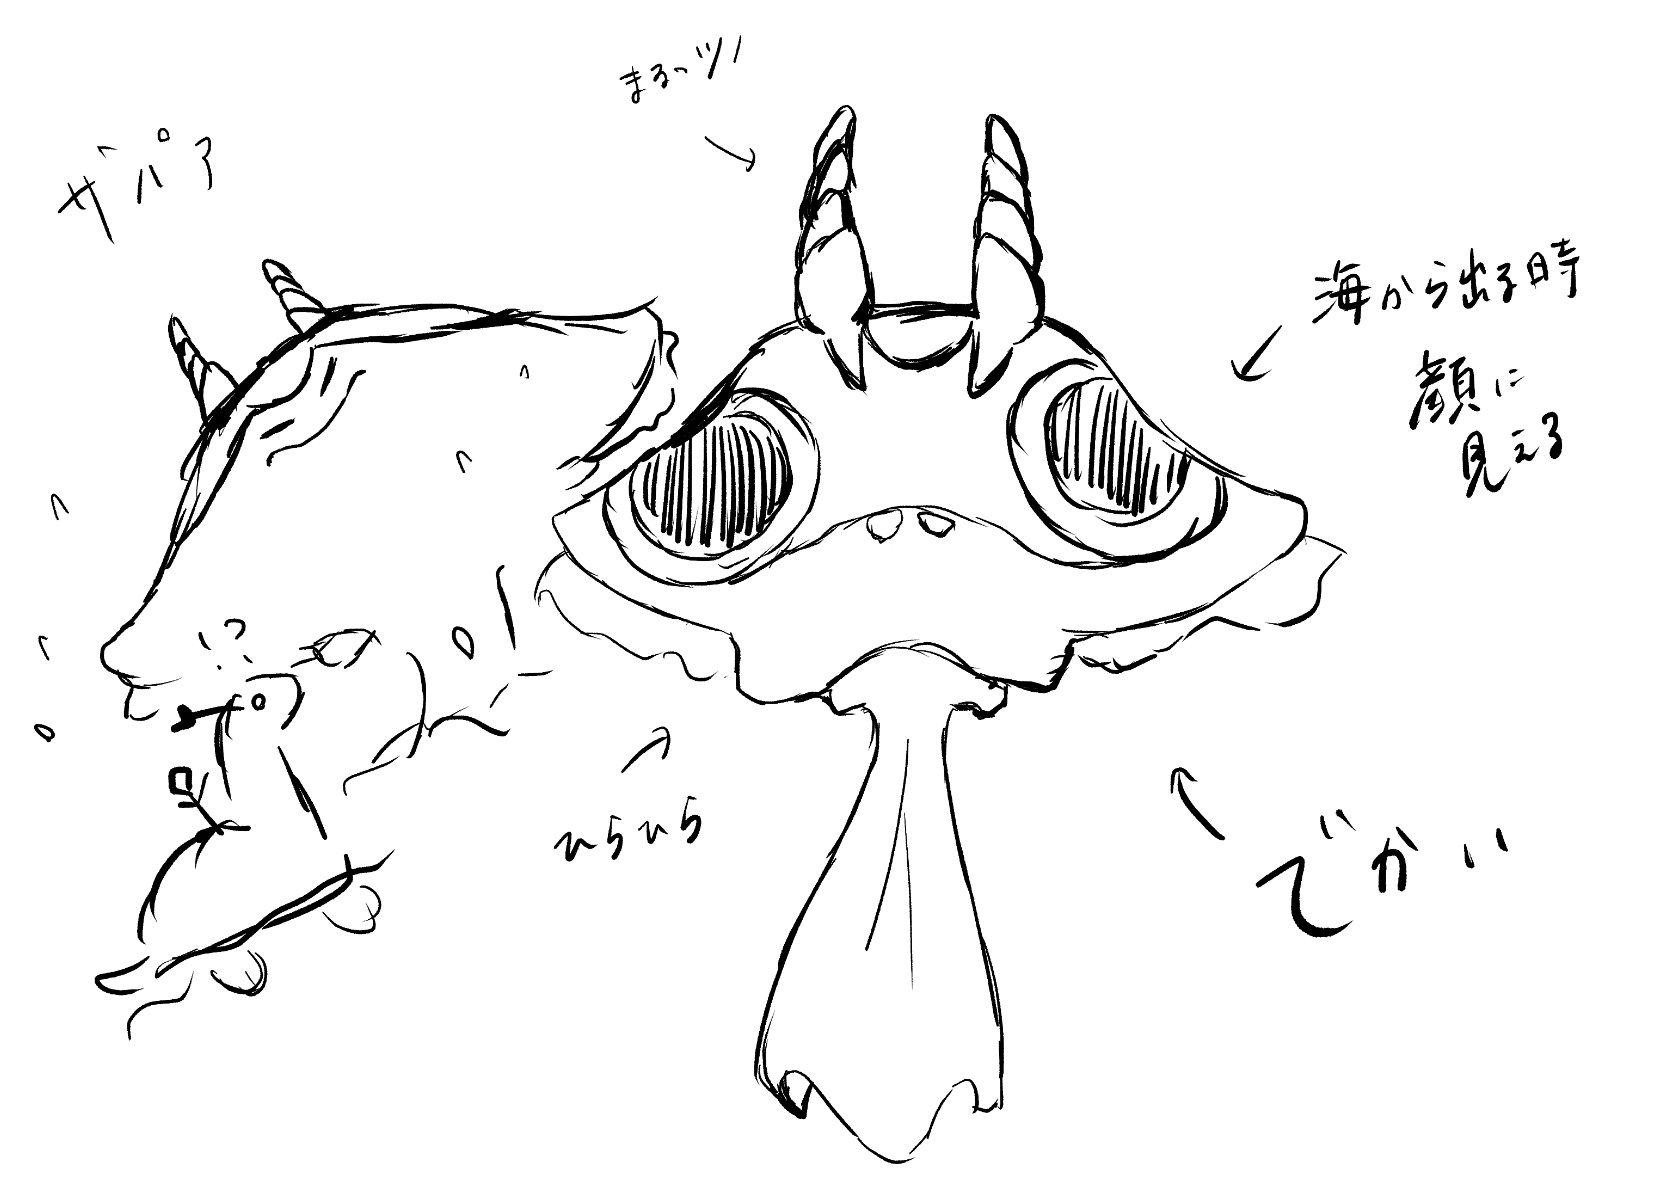 まるっツノ
ザパァ
海から出る時
顔に
見える
!?
ひらひら
でかい